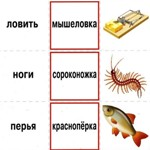 ловить мышеловка
ноги сороконожка
перья краснопёрка